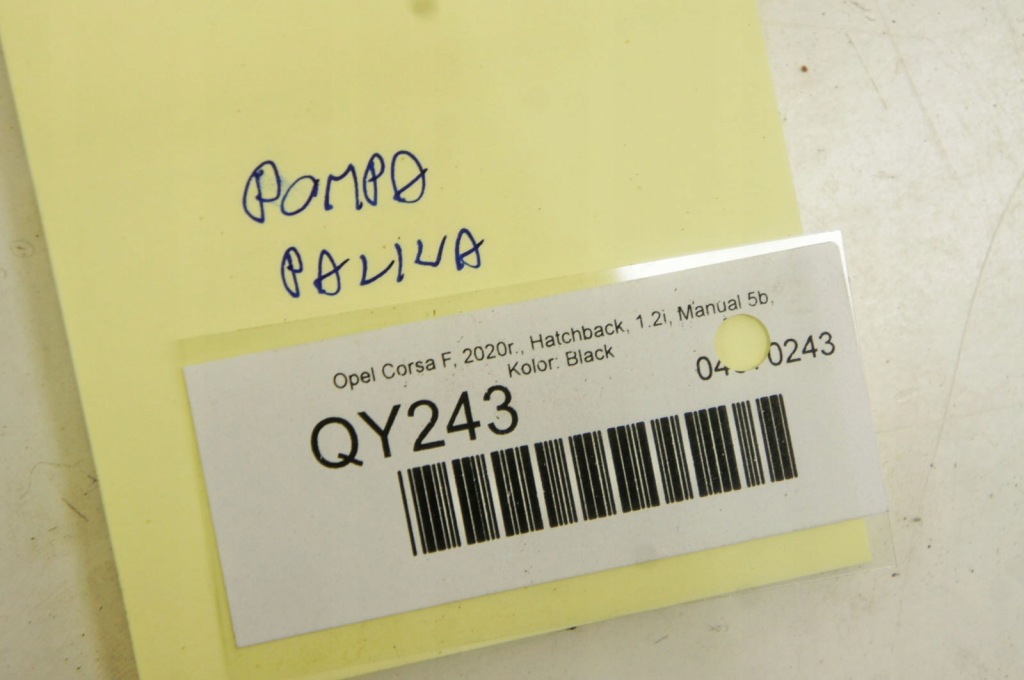 POMPA
PALIWA
Opel Corsa F, 2020r., Hatchback, 1.2i, Manual 5b,
Kolor: Black
QY243